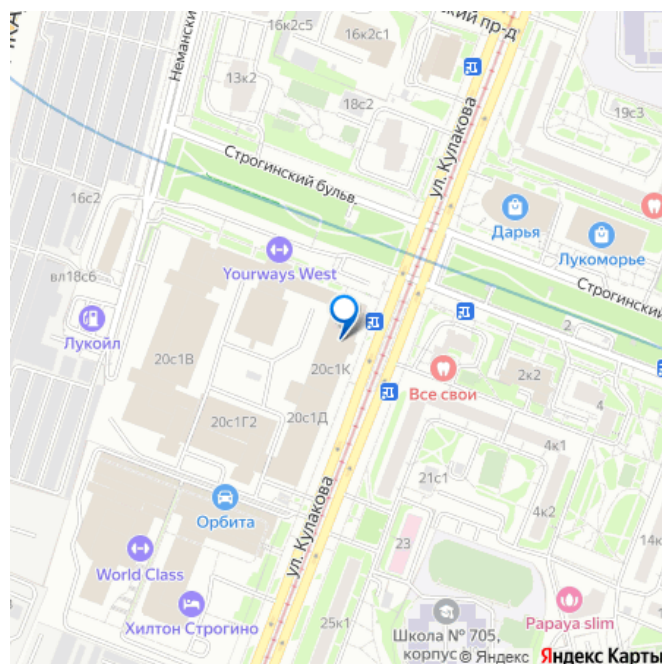 ский пр-д
16к2с5
16к2с1
Неманский
13к2
18с2
19с3
ул. Кулакова
Строгинский бульв.
16с2
Дарья
Лукоморье
Yourways West
вл18с6
Строгинский
Лукойл
2
20с1В
20с1К
2к2
Все свои
4
20с1Д
20с1Г2
4к1
21с1
Орбита
4к2
ул. Кулакова
23
14к
World Class
Papaya slim
Хилтон Строгино
25к1
Школа № 705,
корпус
© Яндекс Яндекс Карты